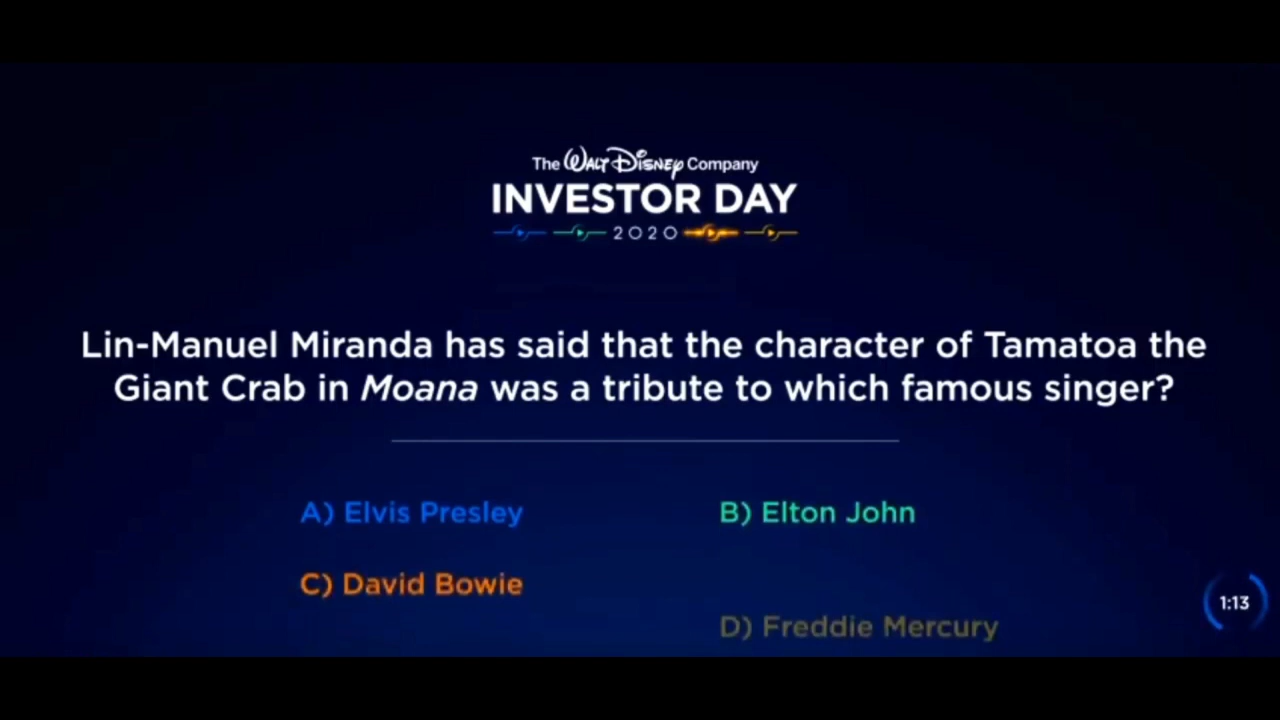 The Walt Disney Company
INVESTOR DAY
2020
Lin-Manuel Miranda has said that the character of Tamatoa the
Giant Crab in Moana was a tribute to which famous singer?
A) Elvis Presley
B) Elton John
C) David Bowie
1:13
D) Freddie Mercury